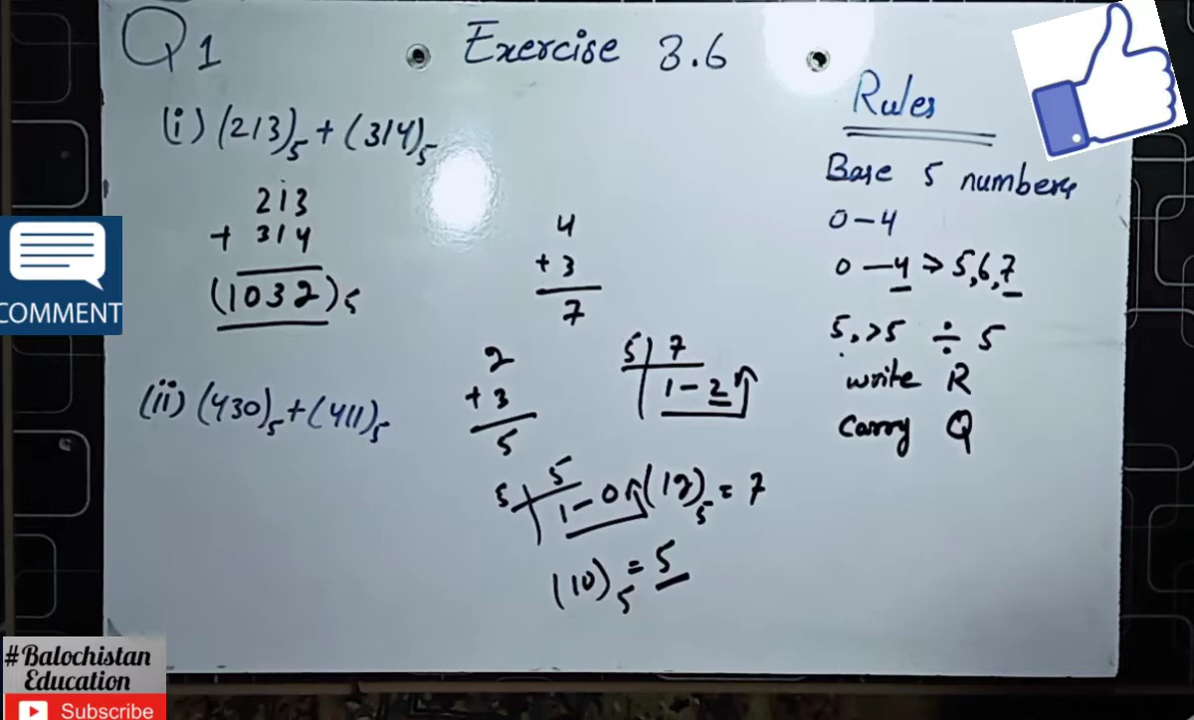 Q1
Exercise 3.6
(i) (213)₅ + (314)₅
213
+ 314
(1032)₅
4
+ 3
7
5 7
1 - 2
2
+ 3
5
5 5
1 - 0
(12)₅ = 7
(10)₅ = 5
(ii) (430)₅ + (411)₅
Rules
Base 5 numbers
0 - 4
0 - 4 > 5,6,7
5, >5 ÷ 5
write R
Carry Q
COMMENT
#Balochistan
Education
Subscribe